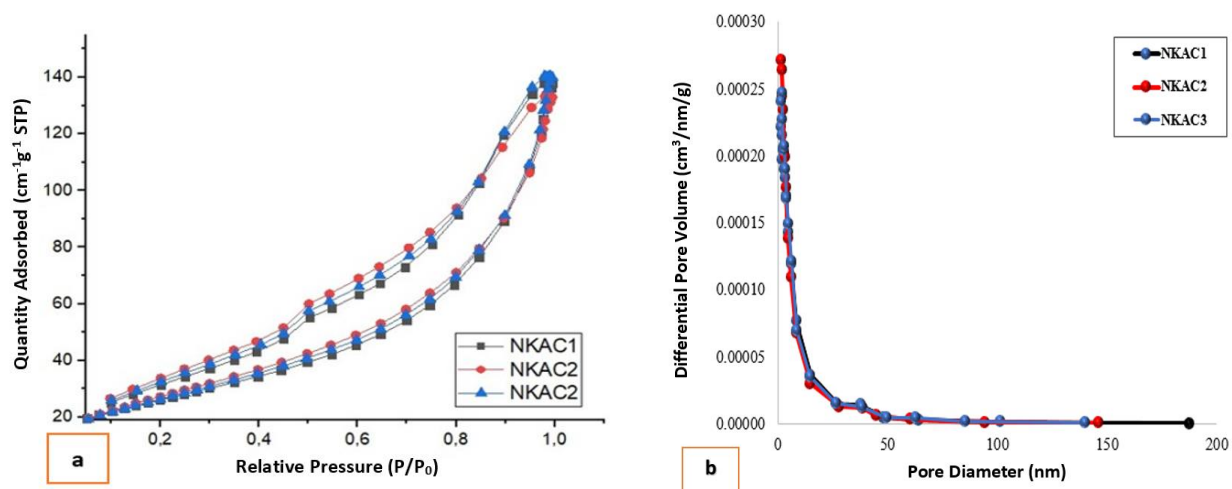 Quantity Adsorbed (cm⁻¹g⁻¹ STP)
140
120
100
80
60
40
20
0,2
0,4
0,6
0,8
1,0
NKAC1
NKAC2
NKAC2
a
Relative Pressure (P/P₀)
Differential Pore Volume (cm³/nm/g)
0.00030
0.00025
0.00020
0.00015
0.00010
0.00005
0.00000
0
50
100
150
200
NKAC1
NKAC2
NKAC3
b
Pore Diameter (nm)